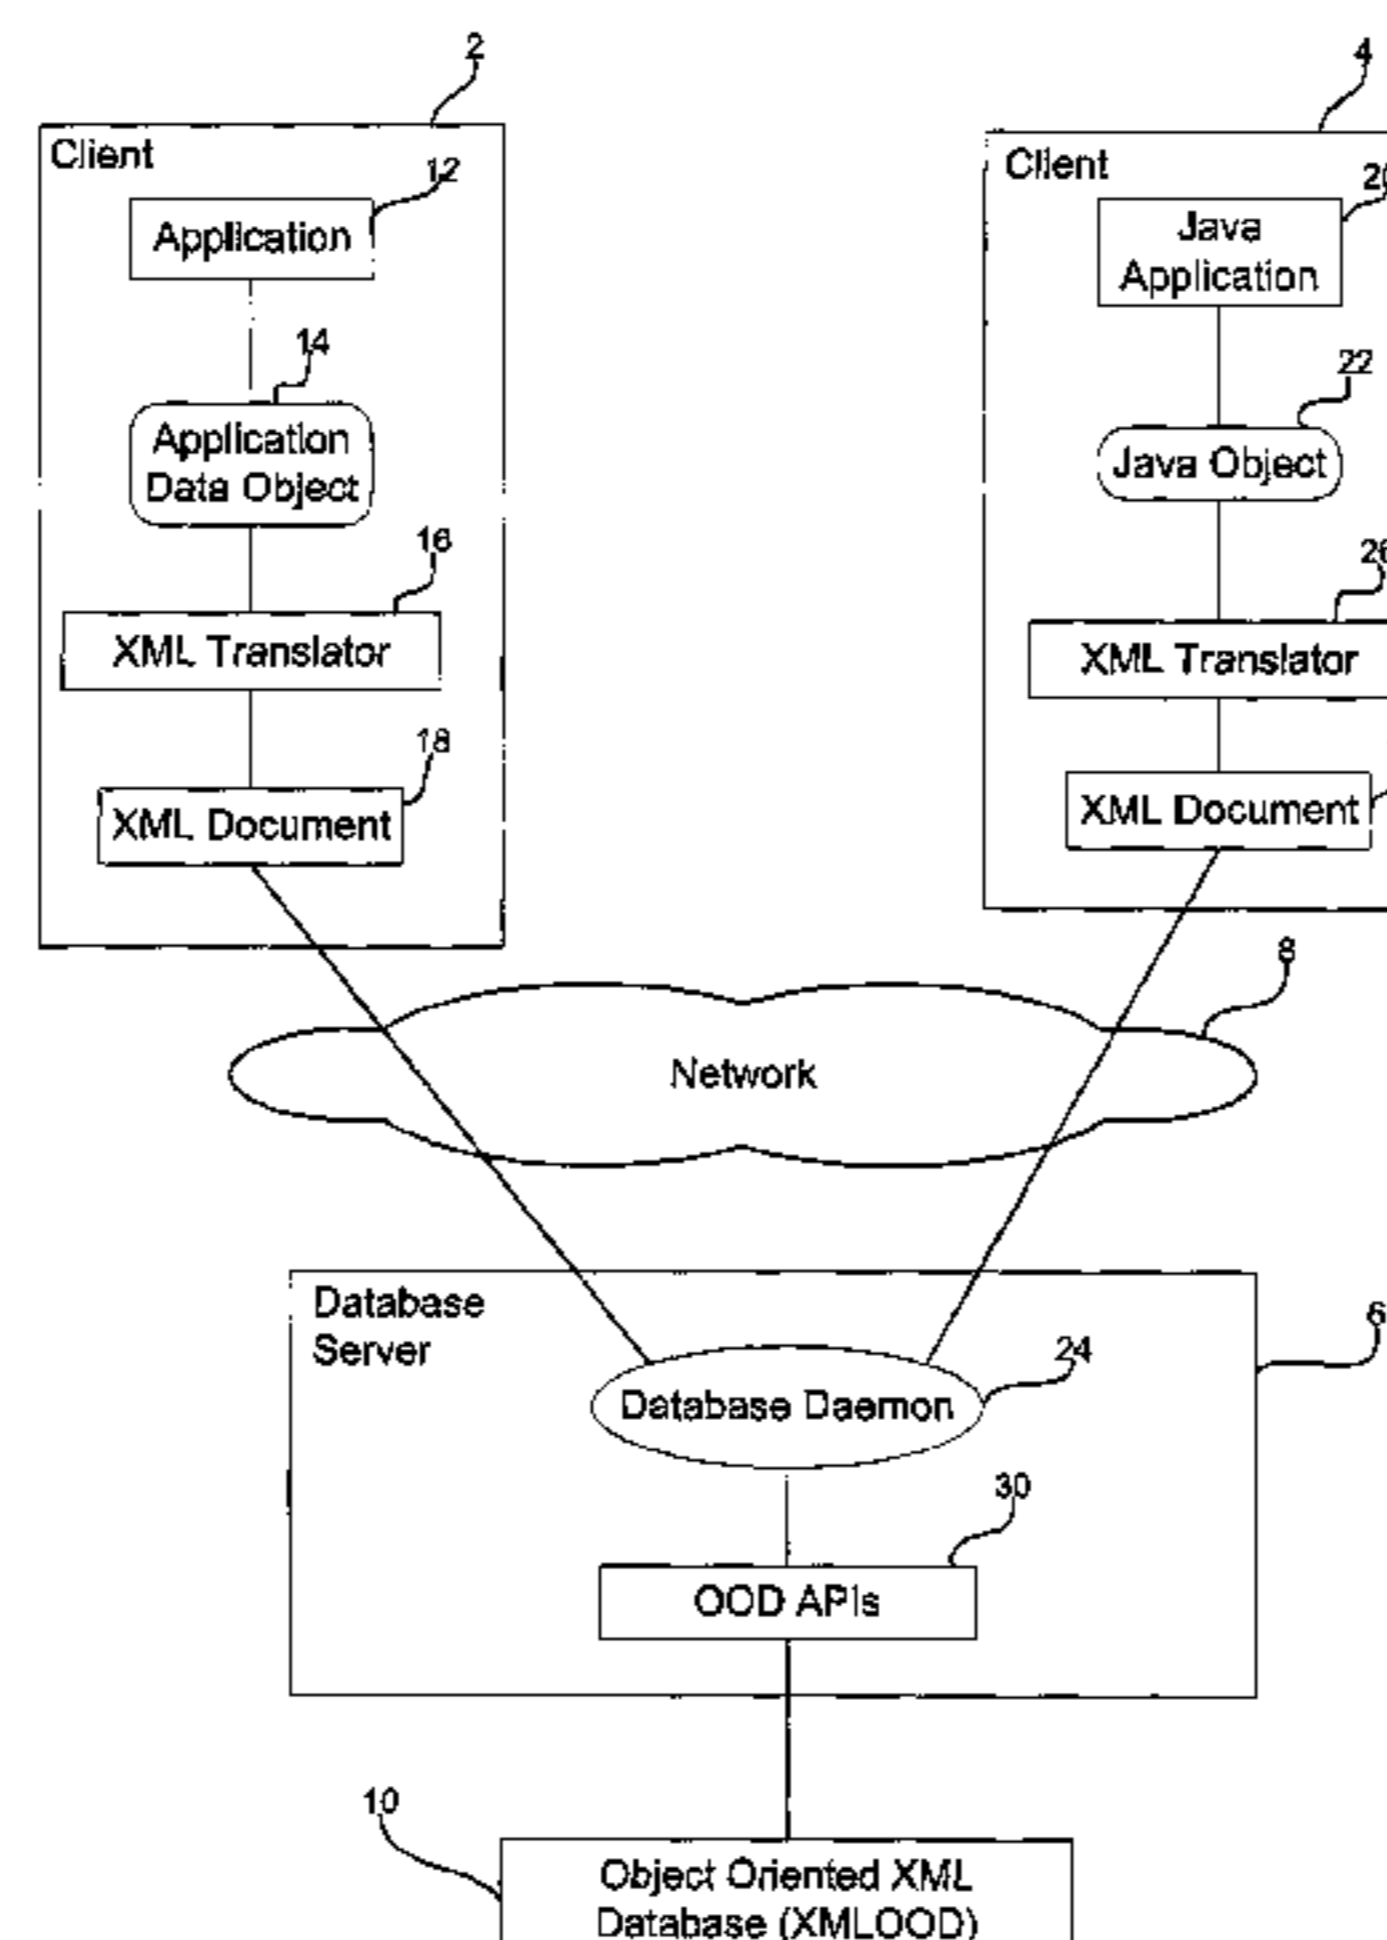 2
Client
12
Application
14
Application
Data Object
16
XML Translator
18
XML Document
4
Client
Java
Application
22
Java Object
XML Translator
XML Document
8
Network
Database
Server
6
24
Database Daemon
30
OOD APIs
10
Object Oriented XML
Database (XMLOOD)